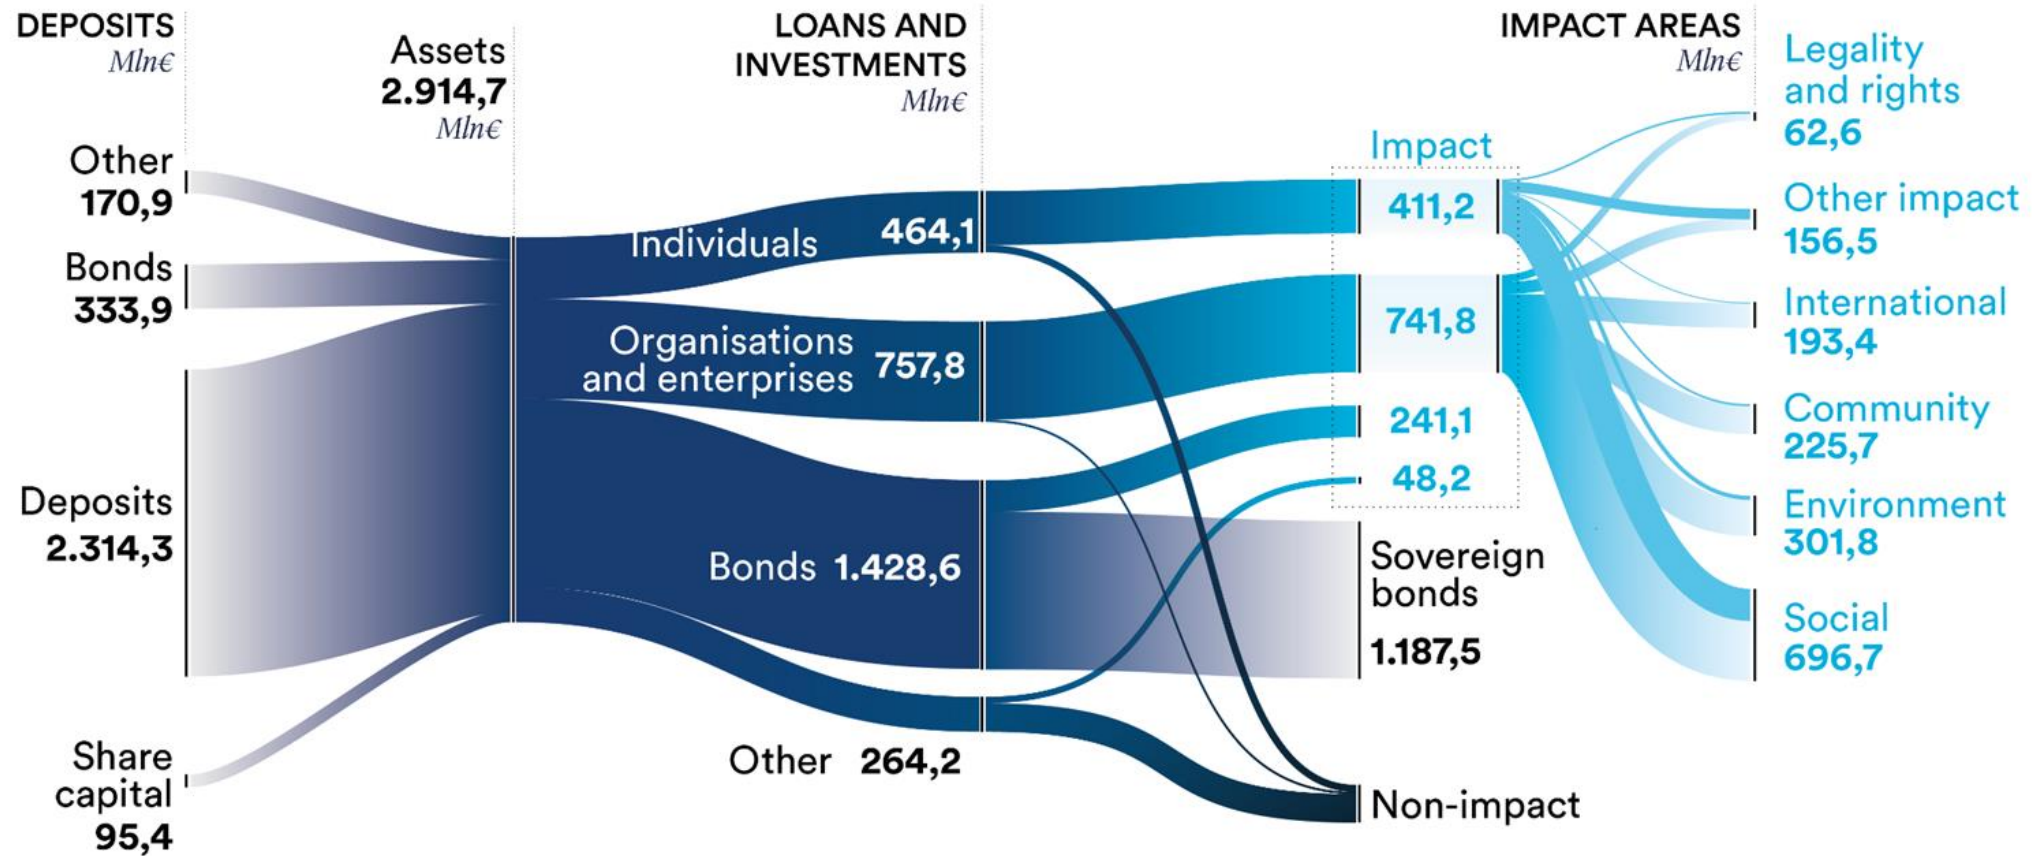 DEPOSITS
Mln€
Other
170,9
Bonds
333,9
Deposits
2.314,3
Share
capital
95,4
Assets
2.914,7
Mln€
LOANS AND
INVESTMENTS
Mln€
Individuals 464,1
Organisations
and enterprises 757,8
Bonds 1.428,6
Other 264,2
Impact
411,2
741,8
241,1
48,2
Sovereign
bonds
1.187,5
Non-impact
IMPACT AREAS
Mln€
Legality
and rights
62,6
Other impact
156,5
International
193,4
Community
225,7
Environment
301,8
Social
696,7